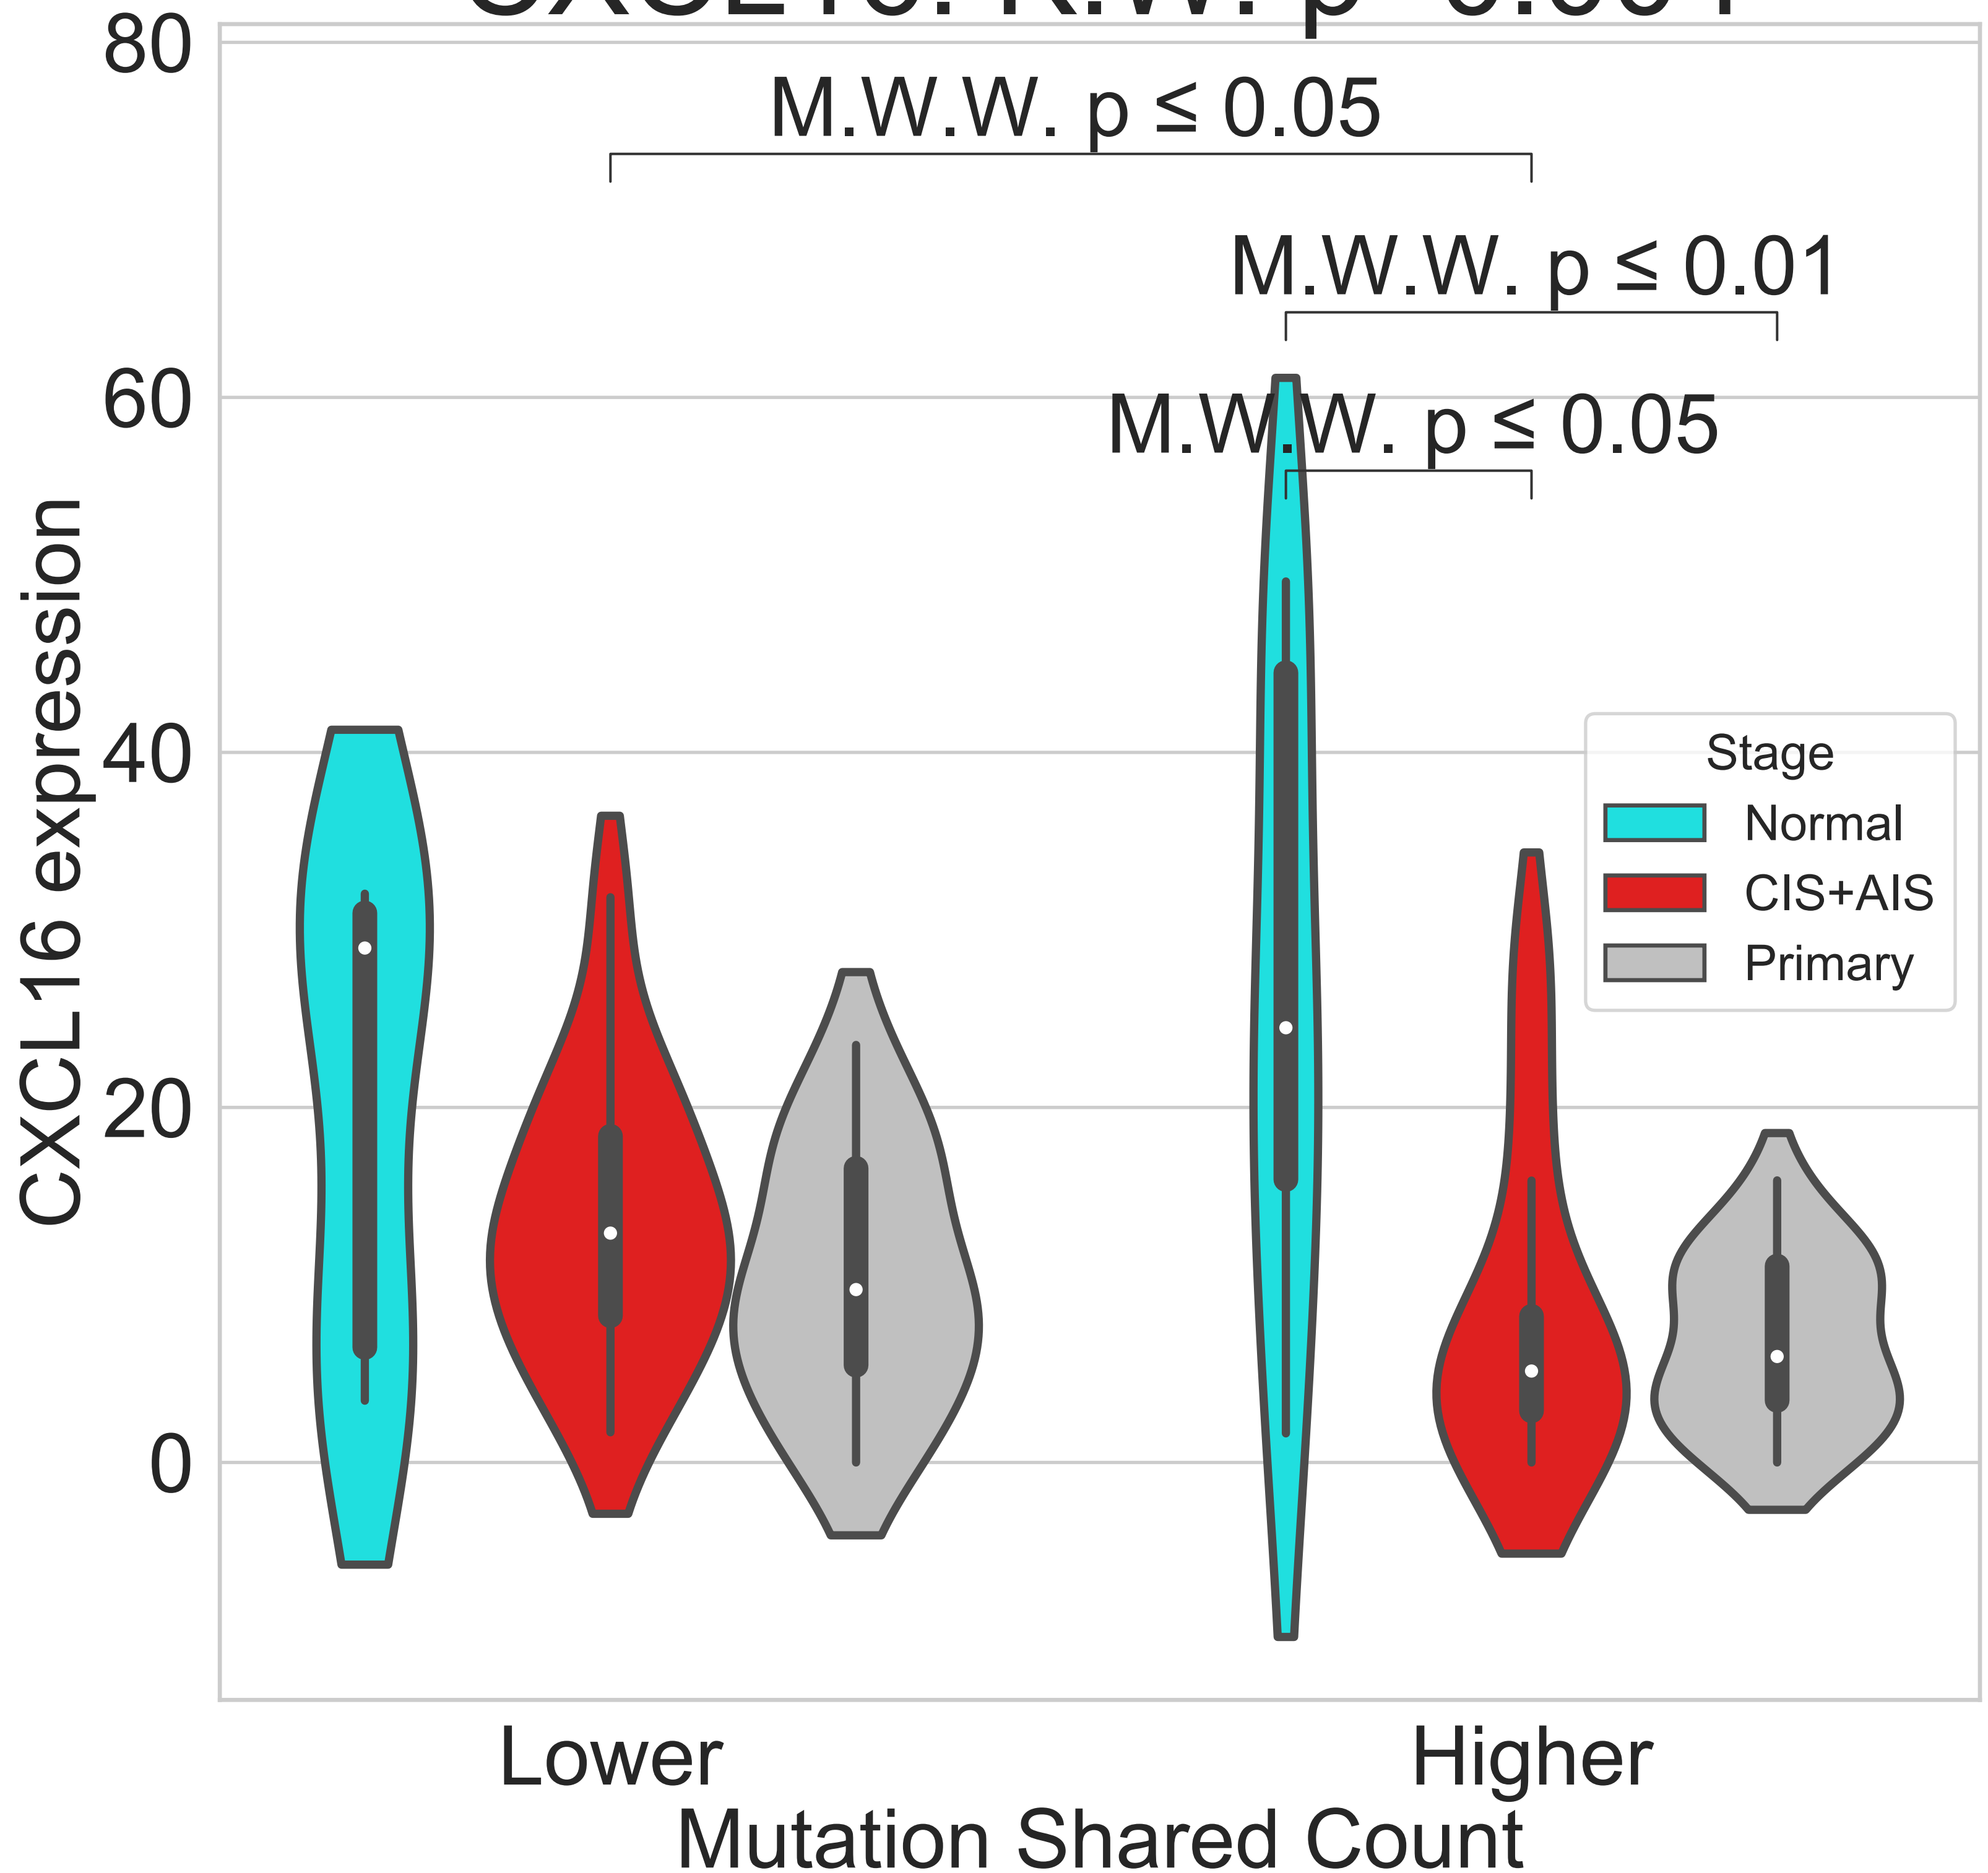 80
M.W.W. p ≤ 0.05
M.W.W. p ≤ 0.01
60
M.W.W. p ≤ 0.05
CXCL16 expression
40
Stage
Normal
CIS+AIS
Primary
20
0
Lower
Higher
Mutation Shared Count